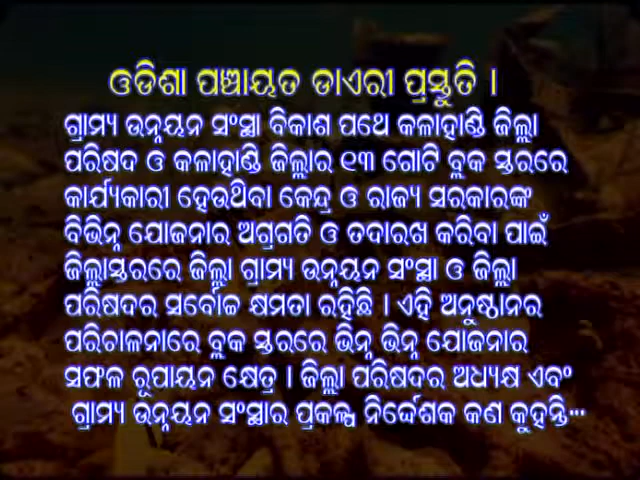 ଓଡିଶା ପଞ୍ଚାୟତ ଡାଏରୀ ପ୍ରସ୍ତୁତି ।
ଗ୍ରାମ୍ୟ ଉନ୍ନୟନ ସଂସ୍ଥା ବିକାଶ ପଥେ କଳାହାଣ୍ଡି ଜିଲ୍ଲା
ପରିଷଦ ଓ କଳାହାଣ୍ଡି ଜିଲ୍ଲାର ୧୩ ଗୋଟି ବ୍ଲକ ସ୍ତରରେ
କାର୍ଯ୍ୟକାରୀ ହେଉଥିବା କେନ୍ଦ୍ର ଓ ରାଜ୍ୟ ସରକାରଙ୍କ
ବିଭିନ୍ନ ଯୋଜନାର ଅଗ୍ରଗତି ଓ ତଦାରଖ କରିବା ପାଇଁ
ଜିଲ୍ଲାସ୍ତରରେ ଜିଲ୍ଲା ଗ୍ରାମ୍ୟ ଉନ୍ନୟନ ସଂସ୍ଥା ଓ ଜିଲ୍ଲା
ପରିଷଦର ସର୍ବୋଚ୍ଚ କ୍ଷମତା ରହିଛି । ଏହି ଅନୁଷ୍ଠାନର
ପରିଚାଳନାରେ ବ୍ଲକ ସ୍ତରରେ ଭିନ୍ନ ଭିନ୍ନ ଯୋଜନାର
ସଫଳ ରୂପାୟନ କ୍ଷେତ୍ର । ଜିଲ୍ଲା ପରିଷଦର ଅଧ୍ୟକ୍ଷ ଏବଂ
ଗ୍ରାମ୍ୟ ଉନ୍ନୟନ ସଂସ୍ଥାର ପ୍ରକଳ୍ପ ନିର୍ଦ୍ଦେଶକ କଣ କୁହନ୍ତି...